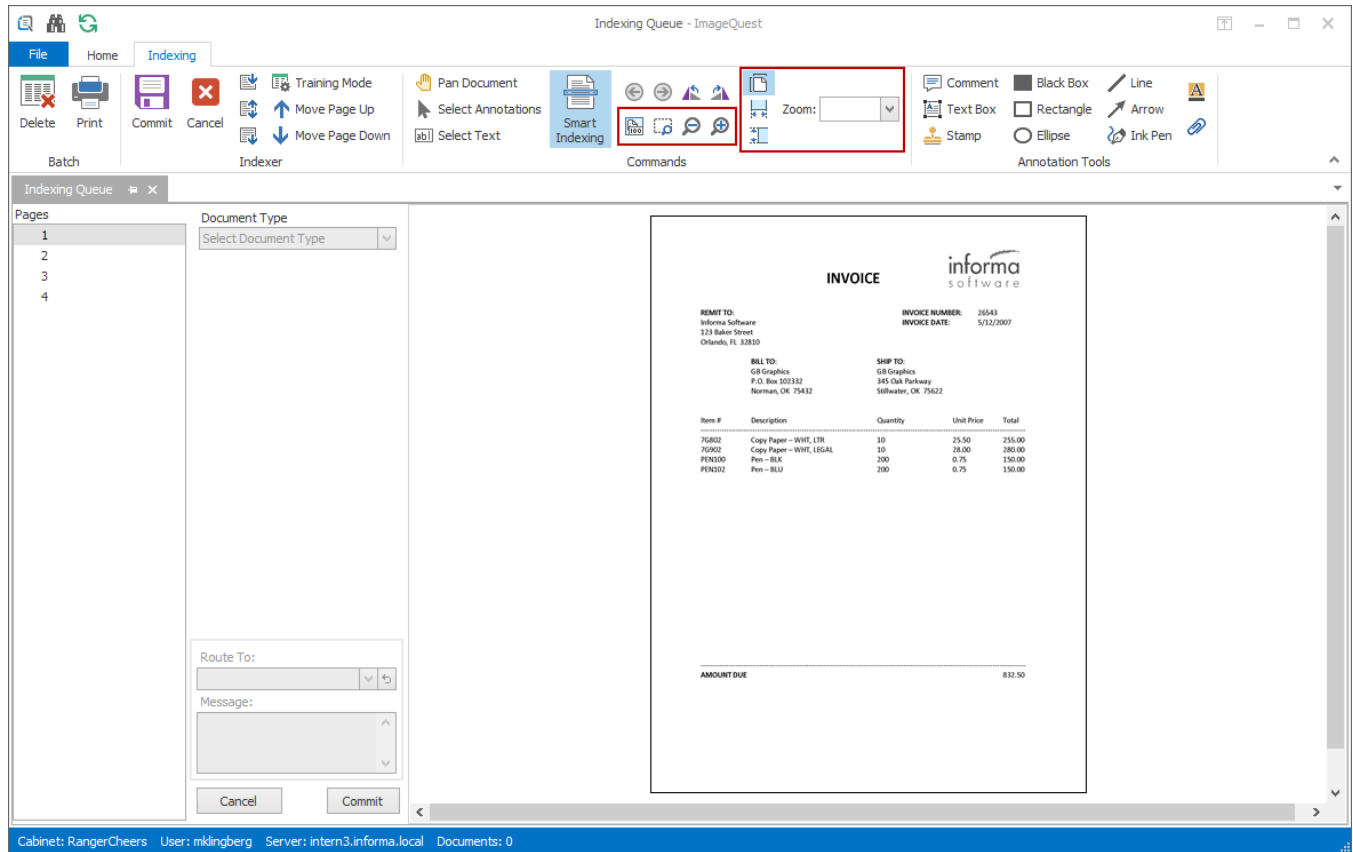 Indexing Queue - ImageQuest
File Home Indexing
Delete
Print
Commit
Cancel
Training Mode
Move Page Up
Move Page Down
Pan Document
Select Annotations
Select Text
Smart
Indexing
Zoom:
Comment
Text Box
Stamp
Black Box
Rectangle
Ellipse
Line
Arrow
Ink Pen
Batch
Indexer
Commands
Annotation Tools
Indexing Queue
Pages
1
2
3
4
Document Type
Select Document Type
Route To:
Message:
Cancel
Commit
informa
software
INVOICE
REMIT TO:
Informa Software
123 Baker Street
Orlando, FL 32810
INVOICE NUMBER: 26543
INVOICE DATE: 5/12/2007
BILL TO:
GB Graphics
P.O. Box 102332
Norman, OK 75432
SHIP TO:
GB Graphics
345 Oak Parkway
Stillwater, OK 75622
Item # Description Quantity Unit Price Total
7G802 Copy Paper – WHT, LTR 10 25.50 255.00
7G902 Copy Paper – WHT, LEGAL 10 28.00 280.00
PEN100 Pen – BLK 200 0.75 150.00
PEN102 Pen – BLU 200 0.75 150.00
AMOUNT DUE 832.50
Cabinet: RangerCheers User: mklingberg Server: intern3.informa.local Documents: 0